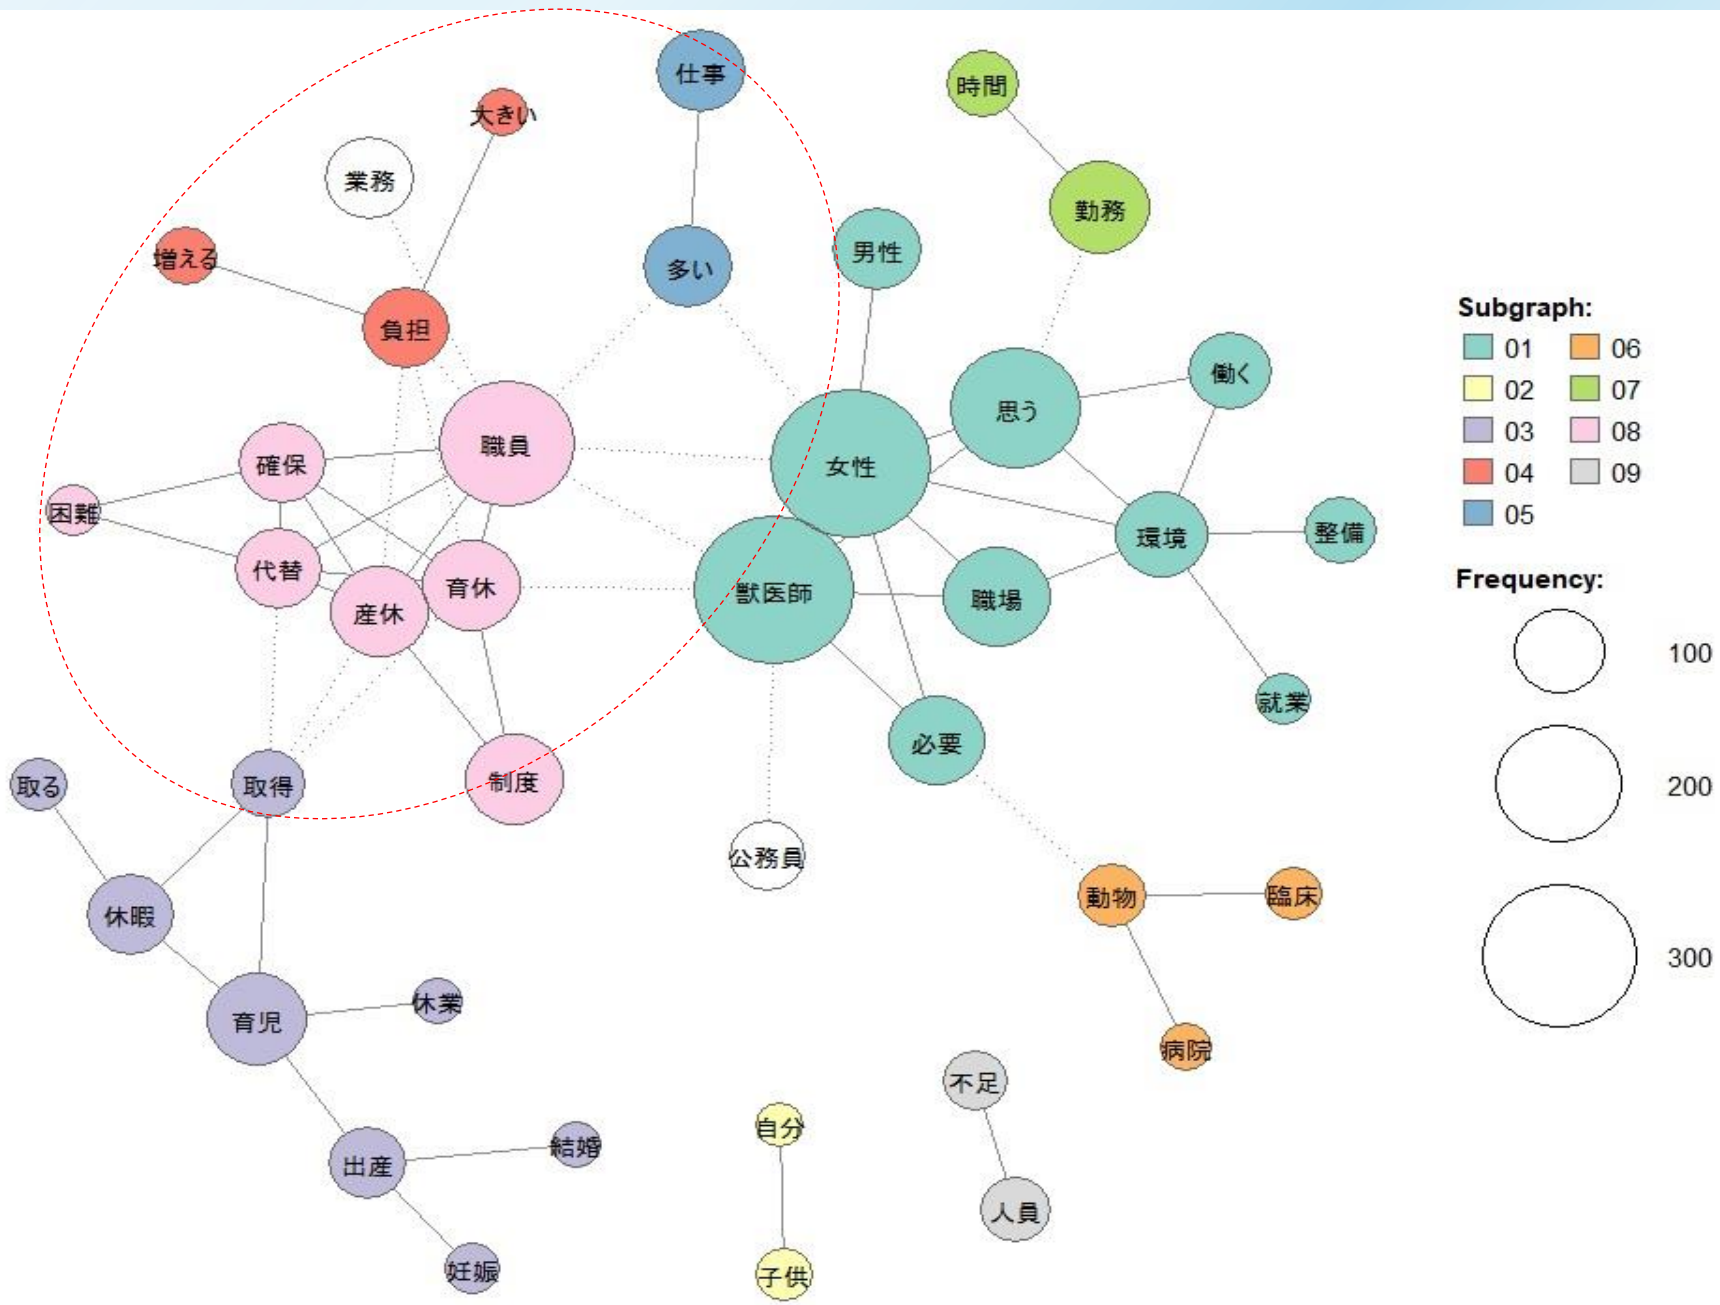 仕事
時間
大きい
業務
勤務
増える
多い
男性
負担
働く
思う
職員
確保
女性
困難
代替
環境
整備
育休
産休
獣医師
職場
就業
必要
取る
取得
制度
公務員
動物
臨床
休暇
休業
育児
病院
不足
自分
結婚
出産
人員
妊娠
子供
Subgraph:
01 06
02 07
03 08
04 09
05
Frequency:
100
200
300